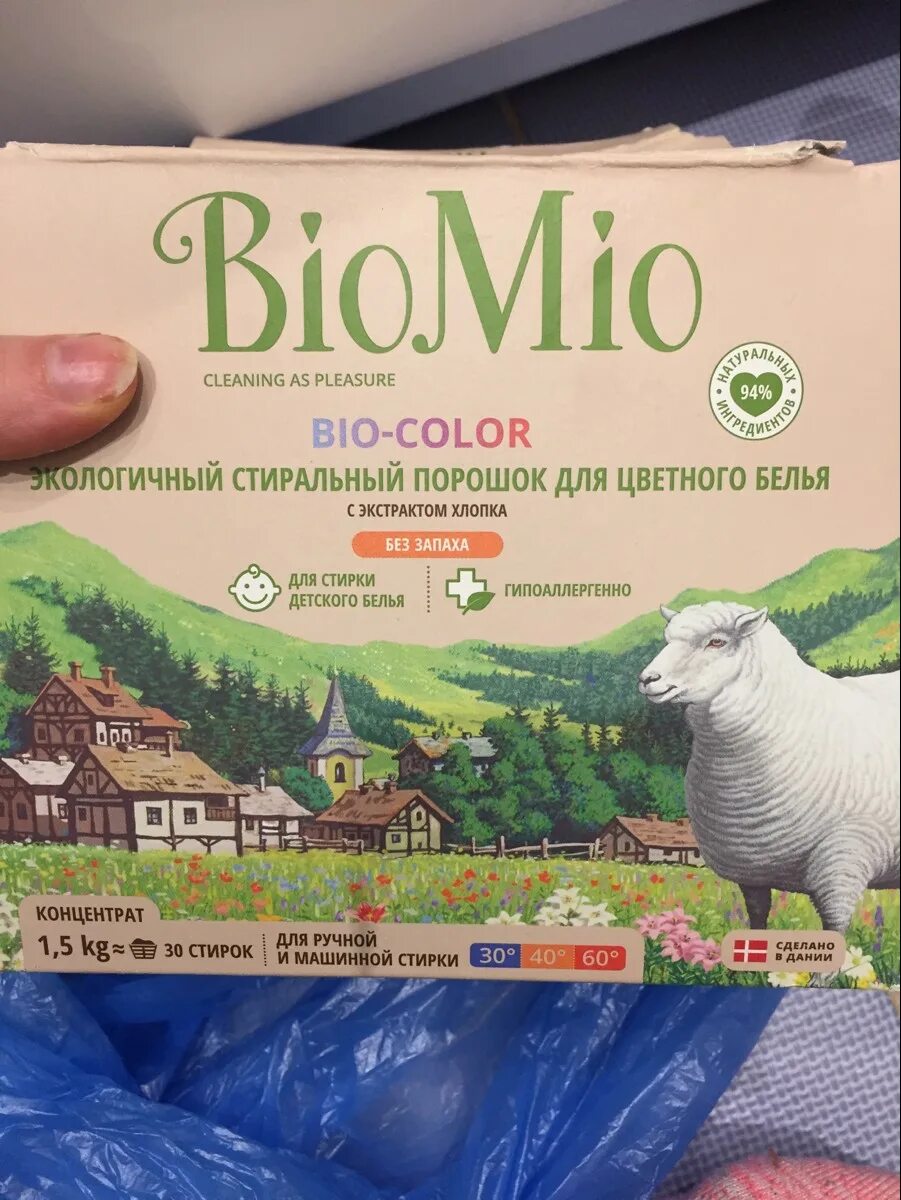 BioMio
CLEANING AS PLEASURE
НАТУРАЛЬНЫХ
94%
ИНГРЕДИЕНТОВ
BIO-COLOR
ЭКОЛОГИЧНЫЙ СТИРАЛЬНЫЙ ПОРОШОК ДЛЯ ЦВЕТНОГО БЕЛЬЯ
С ЭКСТРАКТОМ ХЛОПКА
БЕЗ ЗАПАХА
ДЛЯ СТИРКИ
ДЕТСКОГО БЕЛЬЯ
ГИПОАЛЛЕРГЕННО
КОНЦЕНТРАТ
1,5 kg≈ 30 СТИРОК
ДЛЯ РУЧНОЙ
И МАШИННОЙ СТИРКИ
30° 40° 60°
СДЕЛАНО
В ДАНИИ